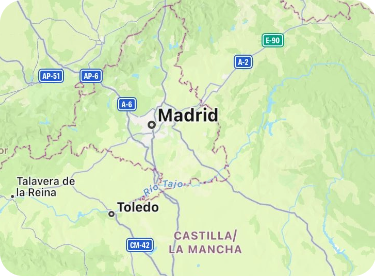 E-90
A-2
AP-51
AP-6
A-6
Madrid
Talavera de
la Reina
Río Tajo
Toledo
CASTILLA/
LA MANCHA
CM-42